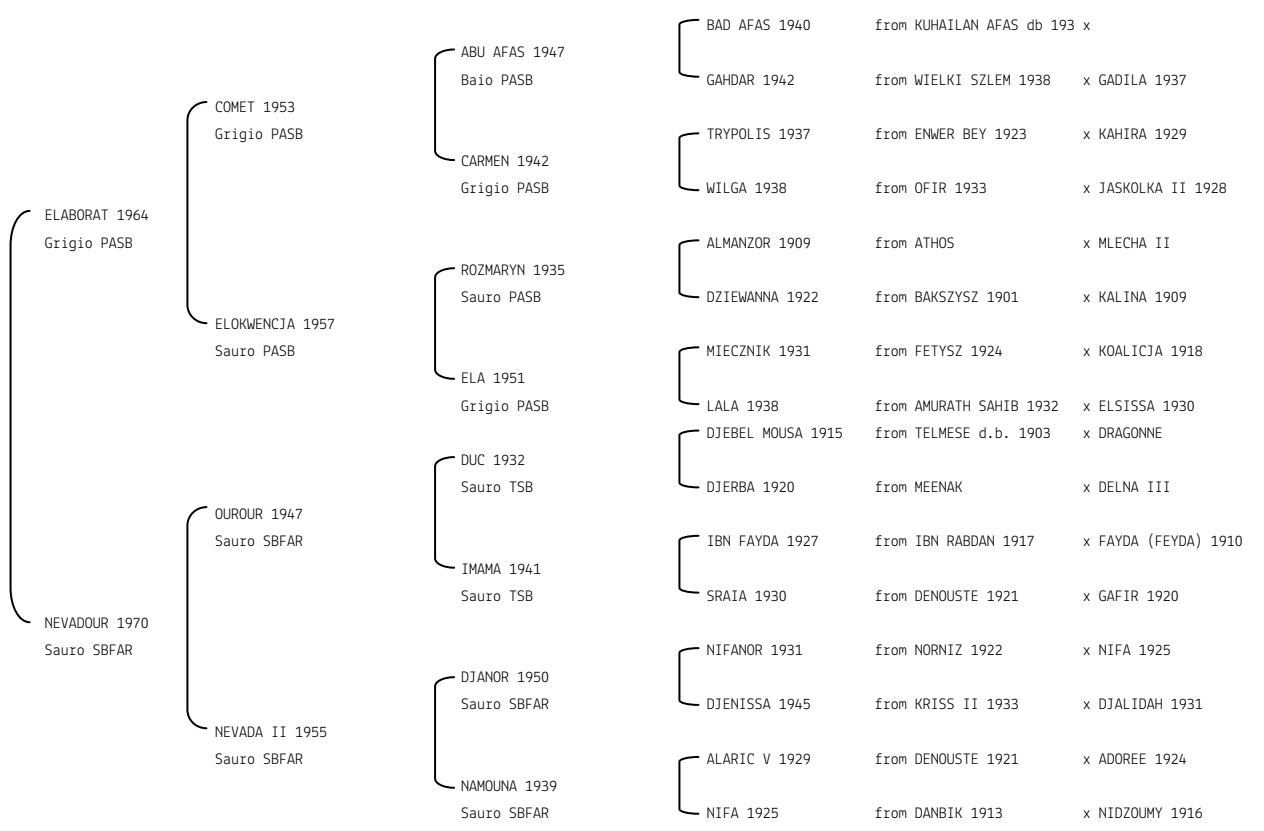 BAD AFAS 1940 from KUHAILAN AFAS db 193 x
ABU AFAS 1947
Baio PASB GAHDAR 1942 from WIELKI SZLEM 1938 x GADILA 1937
COMET 1953
Grigio PASB TRYPOLIS 1937 from ENWER BEY 1923 x KAHIRA 1929
CARMEN 1942
Grigio PASB WILGA 1938 from OFIR 1933 x JASKOLKA II 1928
ELABORAT 1964
Grigio PASB ALMANZOR 1909 from ATHOS x MLECHA II
ROZMARYN 1935
Sauro PASB DZIEWANNA 1922 from BAKSZYSZ 1901 x KALINA 1909
ELOKWENCJA 1957
Sauro PASB MIECZNIK 1931 from FETYSZ 1924 x KOALICJA 1918
ELA 1951
Grigio PASB LALA 1938 from AMURATH SAHIB 1932 x ELSISSA 1930
DJEBEL MOUSA 1915 from TELMESE d.b. 1903 x DRAGONNE
DUC 1932
Sauro TSB DJERBA 1920 from MEENAK x DELNA III
OUROUR 1947
Sauro SBFAR IBN FAYDA 1927 from IBN RABDAN 1917 x FAYDA (FEYDA) 1910
IMAMA 1941
Sauro TSB SRAIA 1930 from DENOUSTE 1921 x GAFIR 1920
NEVADOUR 1970
Sauro SBFAR NIFANOR 1931 from NORNIZ 1922 x NIFA 1925
DJANOR 1950
Sauro SBFAR DJENISSA 1945 from KRISS II 1933 x DJALIDAH 1931
NEVADA II 1955
Sauro SBFAR ALARIC V 1929 from DENOUSTE 1921 x ADOREE 1924
NAMOUNA 1939
Sauro SBFAR NIFA 1925 from DANBIK 1913 x NIDZOUMY 1916